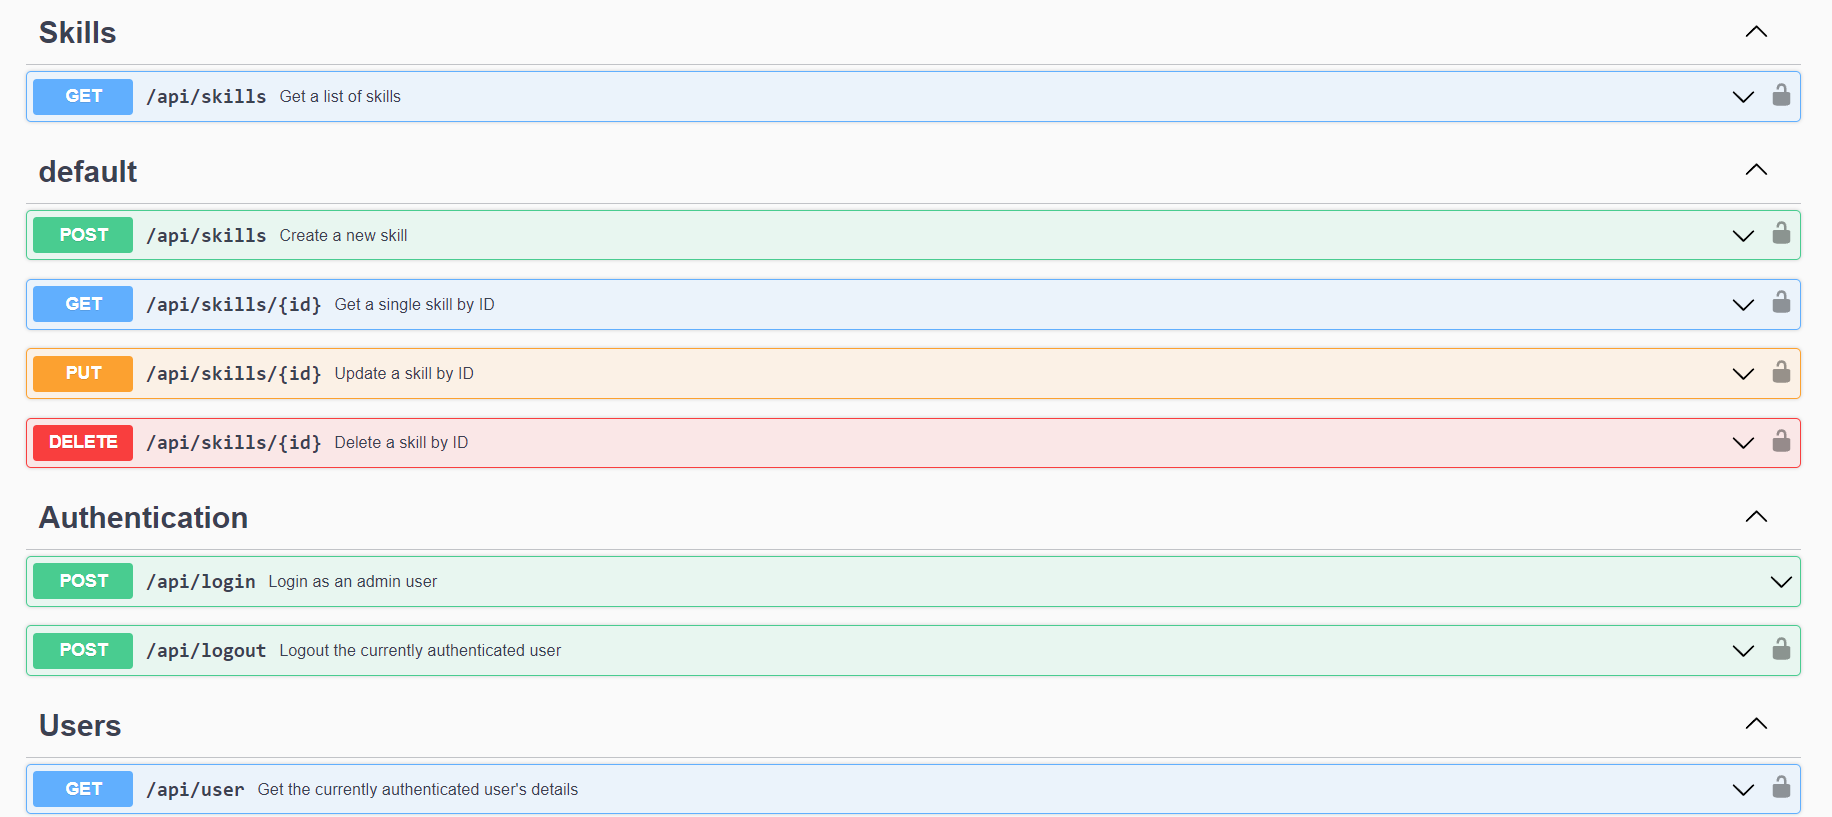 Skills
GET /api/skills Get a list of skills
default
POST /api/skills Create a new skill
GET /api/skills/{id} Get a single skill by ID
PUT /api/skills/{id} Update a skill by ID
DELETE /api/skills/{id} Delete a skill by ID
Authentication
POST /api/login Login as an admin user
POST /api/logout Logout the currently authenticated user
Users
GET /api/user Get the currently authenticated user's details